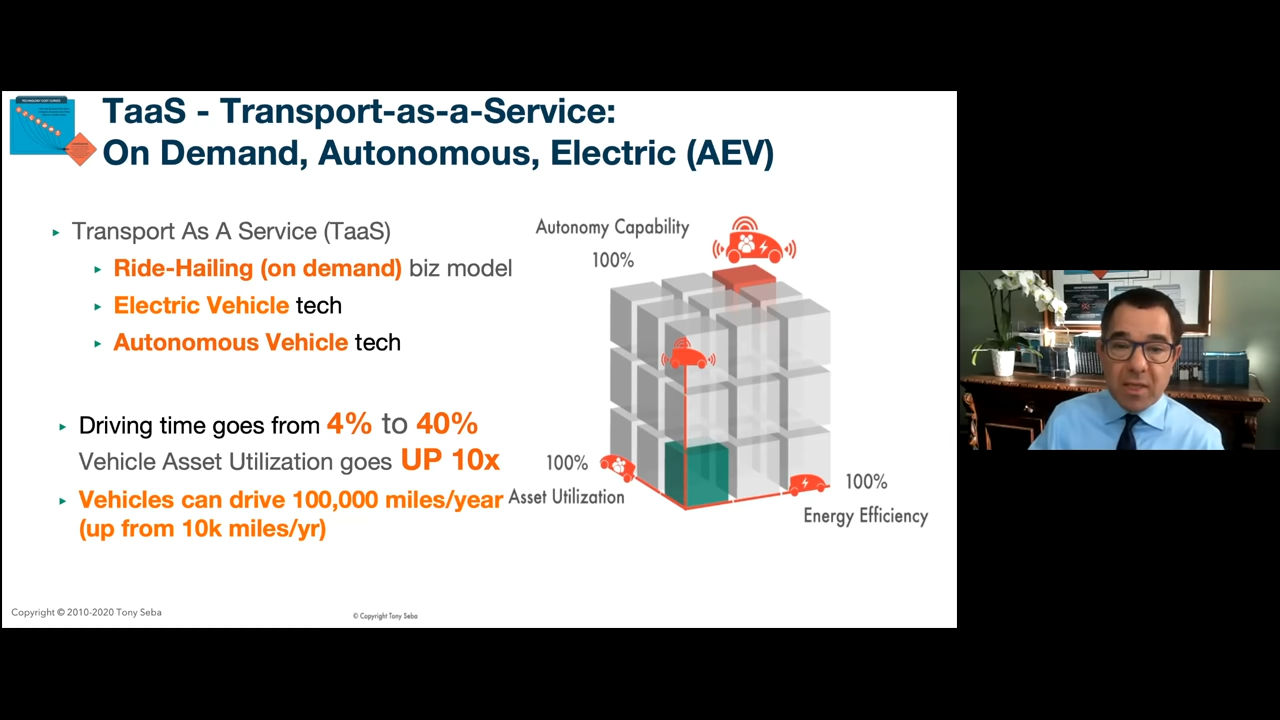 TECHNOLOGY COST CURVES
TaaS - Transport-as-a-Service:
On Demand, Autonomous, Electric (AEV)
Transport As A Service (TaaS)
Ride-Hailing (on demand) biz model
Electric Vehicle tech
Autonomous Vehicle tech
Driving time goes from 4% to 40%
Vehicle Asset Utilization goes UP 10x
Vehicles can drive 100,000 miles/year
(up from 10k miles/yr)
Autonomy Capability
100%
100%
Asset Utilization
100%
Energy Efficiency
Copyright © 2010-2020 Tony Seba
© Copyright Tony Seba